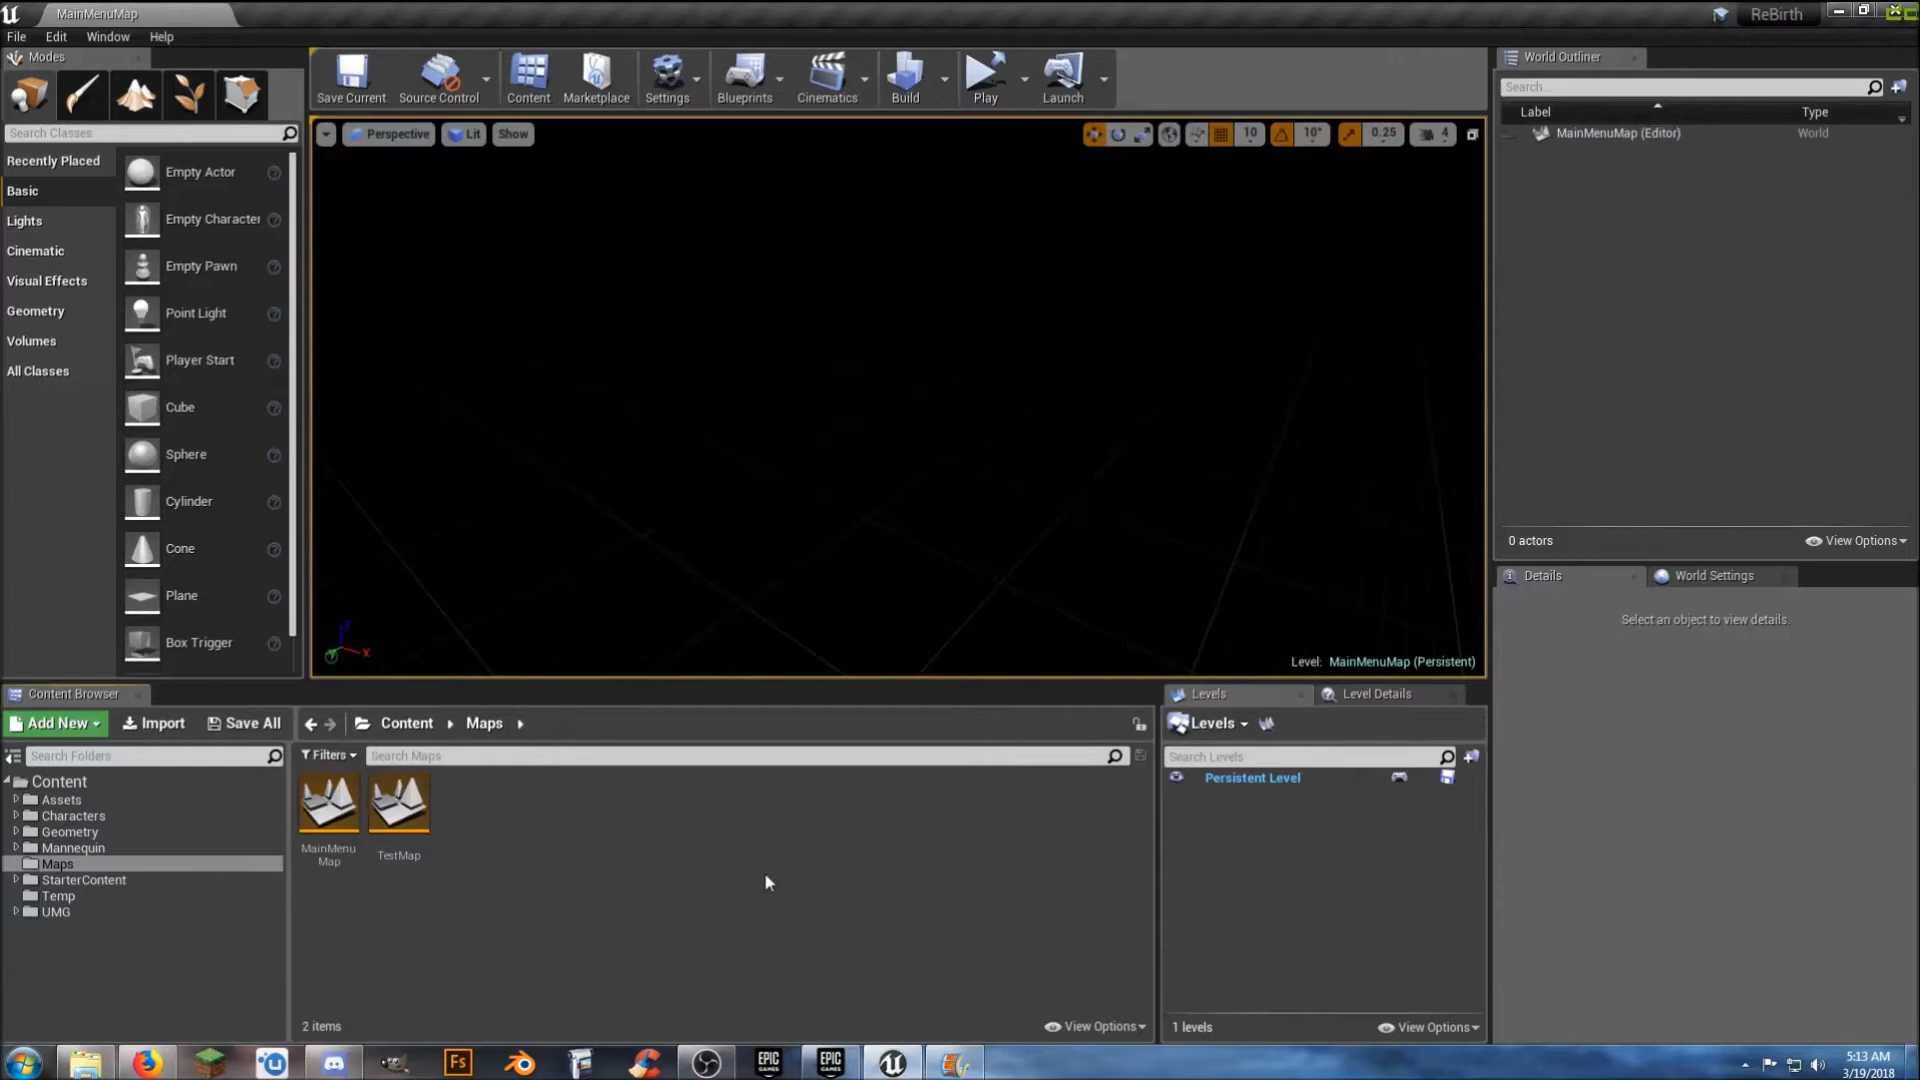 MainMenuMap
ReBirth
File Edit Window Help
Modes
Search Classes
Recently Placed
Basic
Lights
Cinematic
Visual Effects
Geometry
Volumes
All Classes
Empty Actor
Empty Character
Empty Pawn
Point Light
Player Start
Cube
Sphere
Cylinder
Cone
Plane
Box Trigger
Save Current Source Control Content Marketplace Settings Blueprints Cinematics Build Play Launch
Perspective Lit Show
10 10° 0.25 4
Level: MainMenuMap (Persistent)
World Outliner
Search...
Label Type
MainMenuMap (Editor) World
0 actors View Options
Details World Settings
Select an object to view details.
Content Browser
Add New Import Save All Content Maps
Search Folders
Filters Search Maps
Content
Assets
Characters
Geometry
Mannequin
Maps
StarterContent
Temp
UMG
MainMenu
Map
TestMap
2 items View Options
Levels Level Details
Levels
Search Levels
Persistent Level
1 levels View Options
Fs
EPIC
GAMES
EPIC
GAMES
5:13 AM
3/19/2018